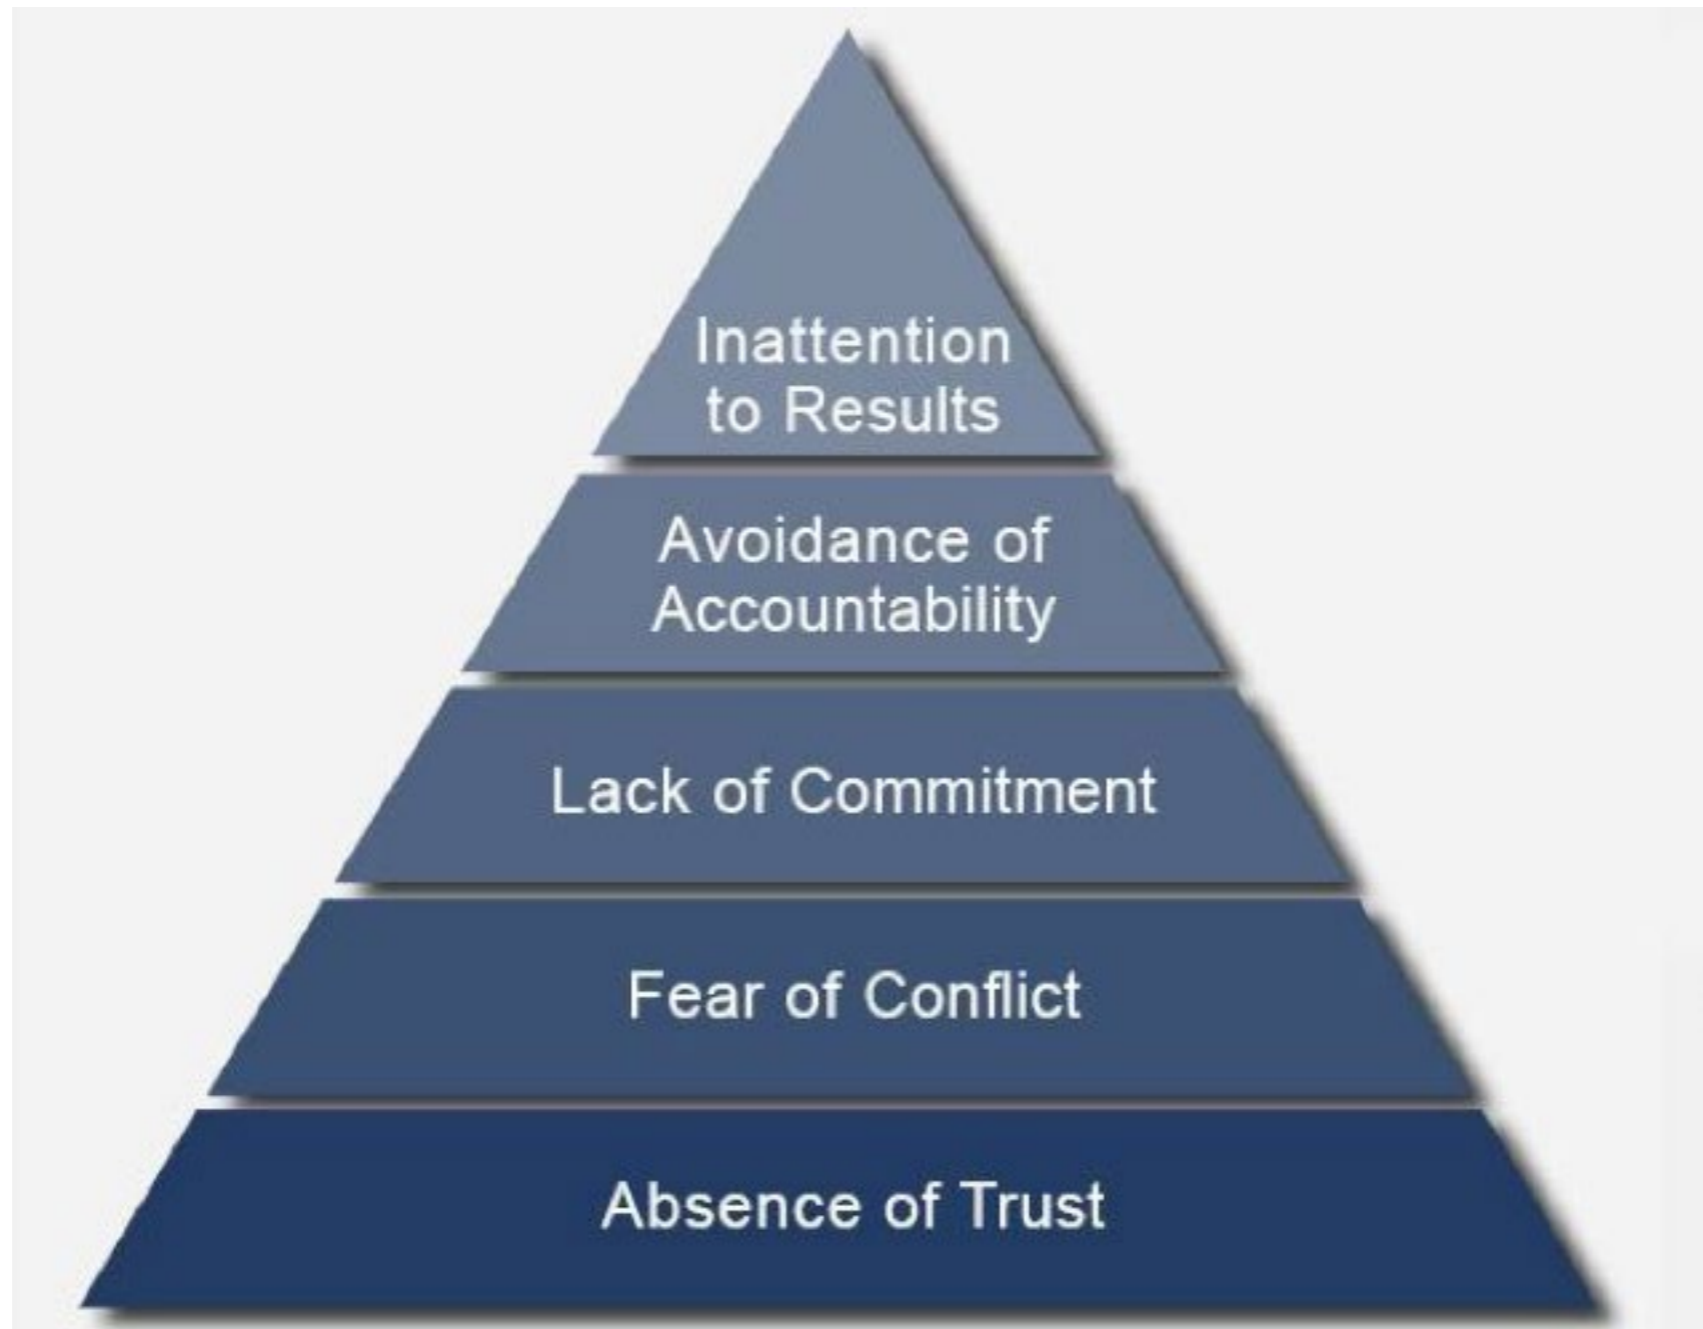 Inattention
to Results
Avoidance of
Accountability
Lack of Commitment
Fear of Conflict
Absence of Trust